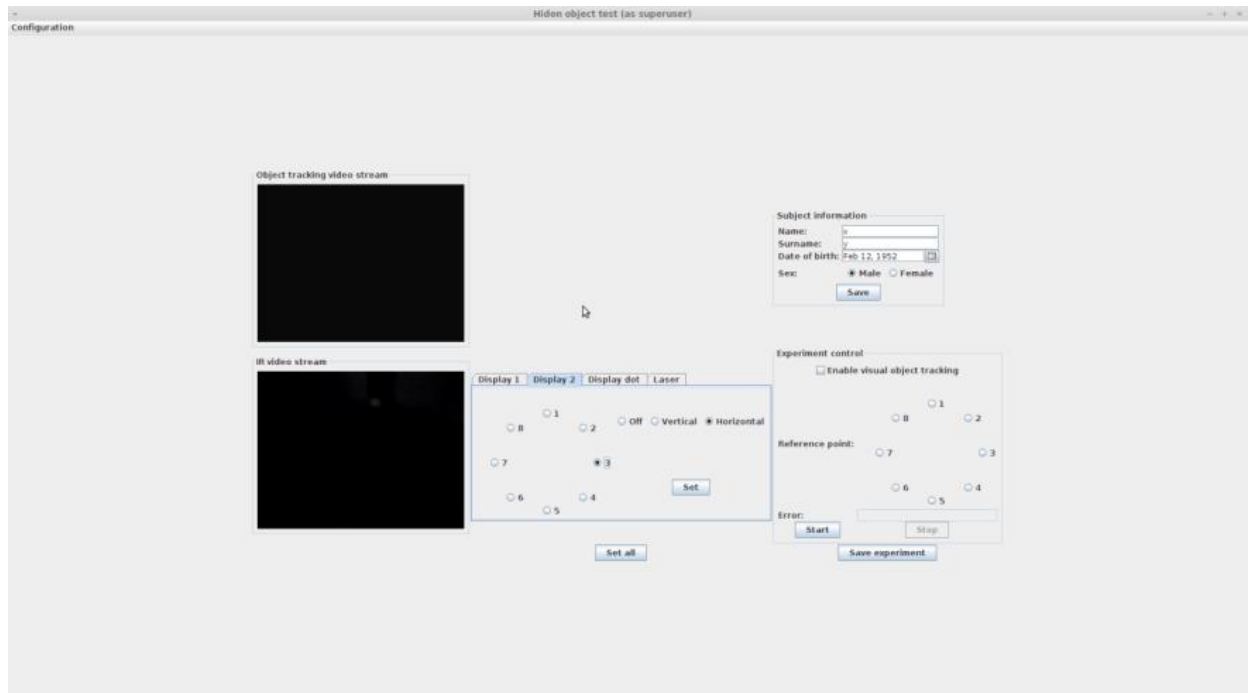 Hidon object test (as superuser)
Configuration
Object tracking video stream
Subject information
Name: x
Surname: y
Date of birth: Feb 12, 1952
Sex: Male Female
Save
IR video stream
Display 1 Display 2 Display dot Laser
1
8 2 Off Vertical Horizontal
7 3
Set
6 4
5
Set all
Experiment control
Enable visual object tracking
1
8 2
Reference point:
7 3
6 4
5
Error:
Start Stop
Save experiment